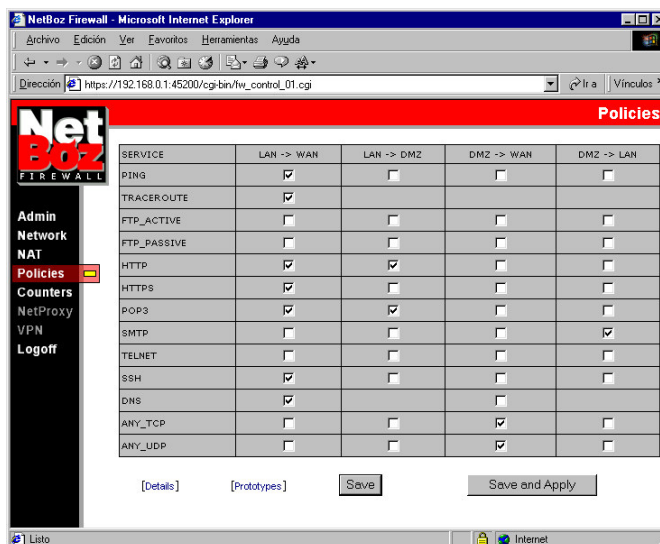 NetBoz Firewall - Microsoft Internet Explorer
Archivo Edición Ver Favoritos Herramientas Ayuda
Dirección https://192.168.0.1:45200/cgi-bin/fw_control_01.cgi Ir a Vínculos
Policies
Net
Boz
FIREWALL
Admin
Network
NAT
Policies
Counters
NetProxy
VPN
Logoff
SERVICE LAN -> WAN LAN -> DMZ DMZ -> WAN DMZ -> LAN
PING
TRACEROUTE
FTP_ACTIVE
FTP_PASSIVE
HTTP
HTTPS
POP3
SMTP
TELNET
SSH
DNS
ANY_TCP
ANY_UDP
[Details] [Prototypes] Save Save and Apply
Listo Internet